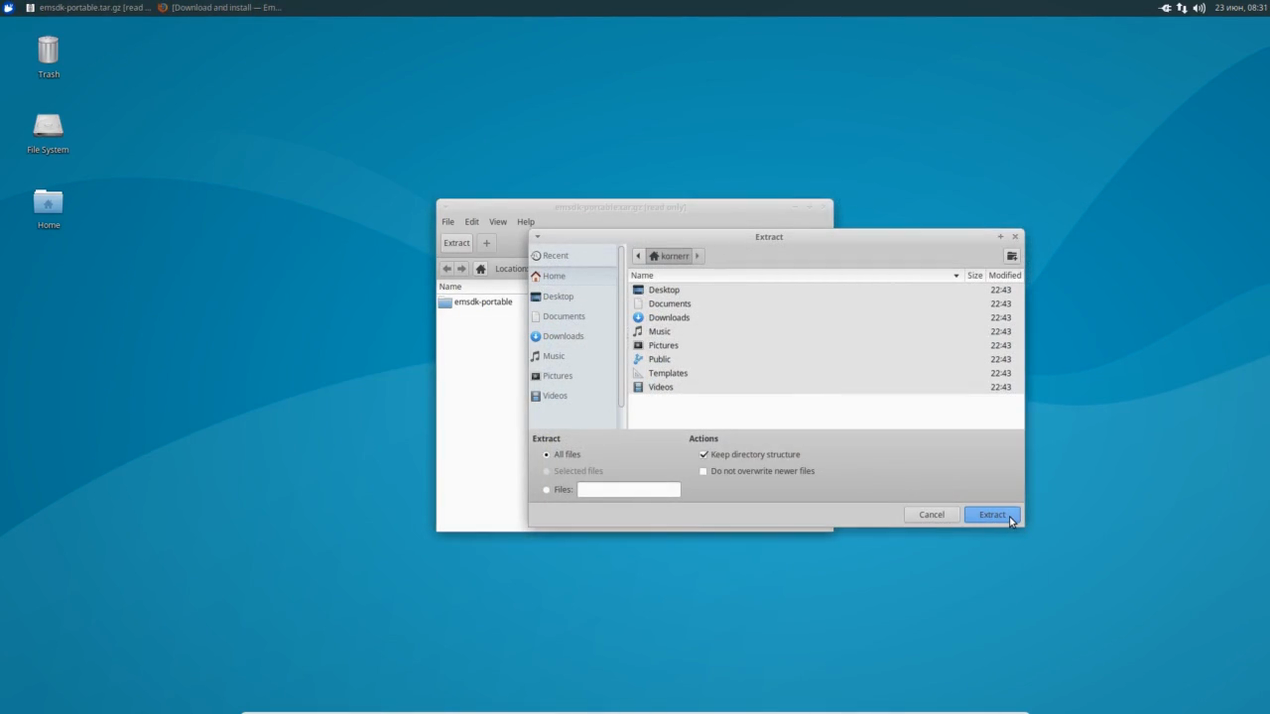 emsdk-portable.tar.gz [read ...
[Download and install — Em...
23 июн, 08:31
Trash
File System
Home
emsdk-portable.tar.gz [read only]
File Edit View Help
Extract +
Location:
Name
emsdk-portable
Extract
Recent
Home
Desktop
Documents
Downloads
Music
Pictures
Videos
kornerr
Name Size Modified
Desktop 22:43
Documents 22:43
Downloads 22:43
Music 22:43
Pictures 22:43
Public 22:43
Templates 22:43
Videos 22:43
Extract
All files
Selected files
Files:
Actions
Keep directory structure
Do not overwrite newer files
Cancel Extract